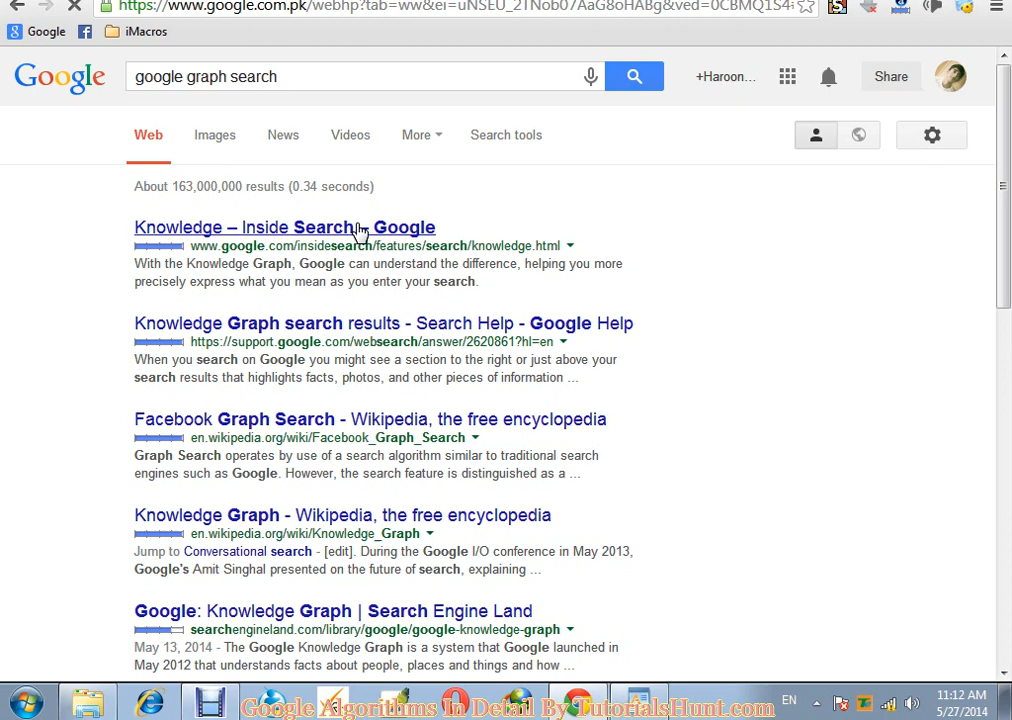 https://www.google.com.pk/webhp?tab=ww&ei=uNSEU_2TNob07AaG8oHABg&ved=0CBMQ1S4
Google
iMacros
Google
google graph search
+Haroon...
Share
Web
Images
News
Videos
More
Search tools
About 163,000,000 results (0.34 seconds)
Knowledge – Inside Search – Google
www.google.com/insidesearch/features/search/knowledge.html
With the Knowledge Graph, Google can understand the difference, helping you more
precisely express what you mean as you enter your search.
Knowledge Graph search results - Search Help - Google Help
https://support.google.com/websearch/answer/2620861?hl=en
When you search on Google you might see a section to the right or just above your
search results that highlights facts, photos, and other pieces of information ...
Facebook Graph Search - Wikipedia, the free encyclopedia
en.wikipedia.org/wiki/Facebook_Graph_Search
Graph Search operates by use of a search algorithm similar to traditional search
engines such as Google. However, the search feature is distinguished as a ...
Knowledge Graph - Wikipedia, the free encyclopedia
en.wikipedia.org/wiki/Knowledge_Graph
Jump to Conversational search - [edit]. During the Google I/O conference in May 2013,
Google's Amit Singhal presented on the future of search, explaining ...
Google: Knowledge Graph | Search Engine Land
searchengineland.com/library/google/google-knowledge-graph
May 13, 2014 - The Google Knowledge Graph is a system that Google launched in
May 2012 that understands facts about people, places and things and how ...
EN
11:12 AM
5/27/2014
Google Algorithms In Detail By TutorialsHunt.com